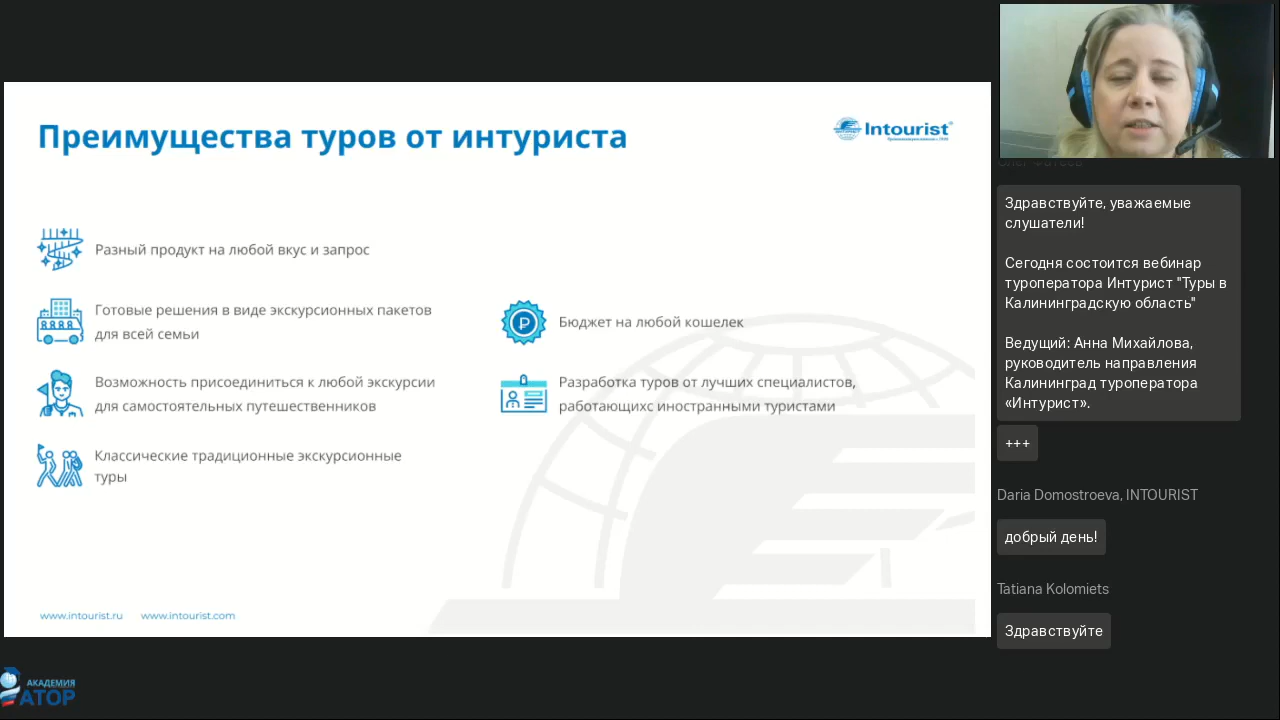 Преимущества туров от интуриста
Intourist
Разный продукт на любой вкус и запрос
Готовые решения в виде экскурсионных пакетов
для всей семьи
Возможность присоединиться к любой экскурсии
для самостоятельных путешественников
Классические традиционные экскурсионные
туры
Бюджет на любой кошелек
Разработка туров от лучших специалистов,
работающихс иностранными туристами
www.intourist.ru www.intourist.com
АКАДЕМИЯ
АТОР
Здравствуйте, уважаемые
слушатели!
Сегодня состоится вебинар
туроператора Интурист "Туры в
Калининградскую область"
Ведущий: Анна Михайлова,
руководитель направления
Калининград туроператора
«Интурист».
+++
Daria Domostroeva, INTOURIST
добрый день!
Tatiana Kolomiets
Здравствуйте